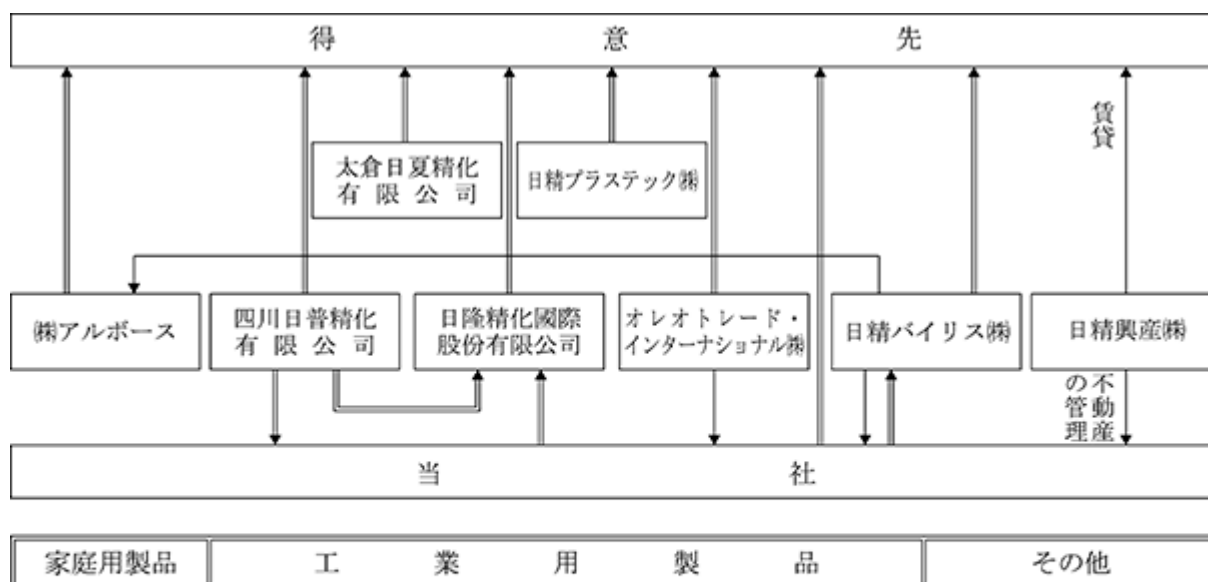 得意先
賃貸
太倉日夏精化
有限公司
日精プラステック㈱
㈱アルボース
四川日普精化
有限公司
日隆精化國際
股份有限公司
オレオトレード・
インターナショナル㈱
日精バイリス㈱
日精興産㈱
不動産
の管理
当社
家庭用製品
工業用製品
その他